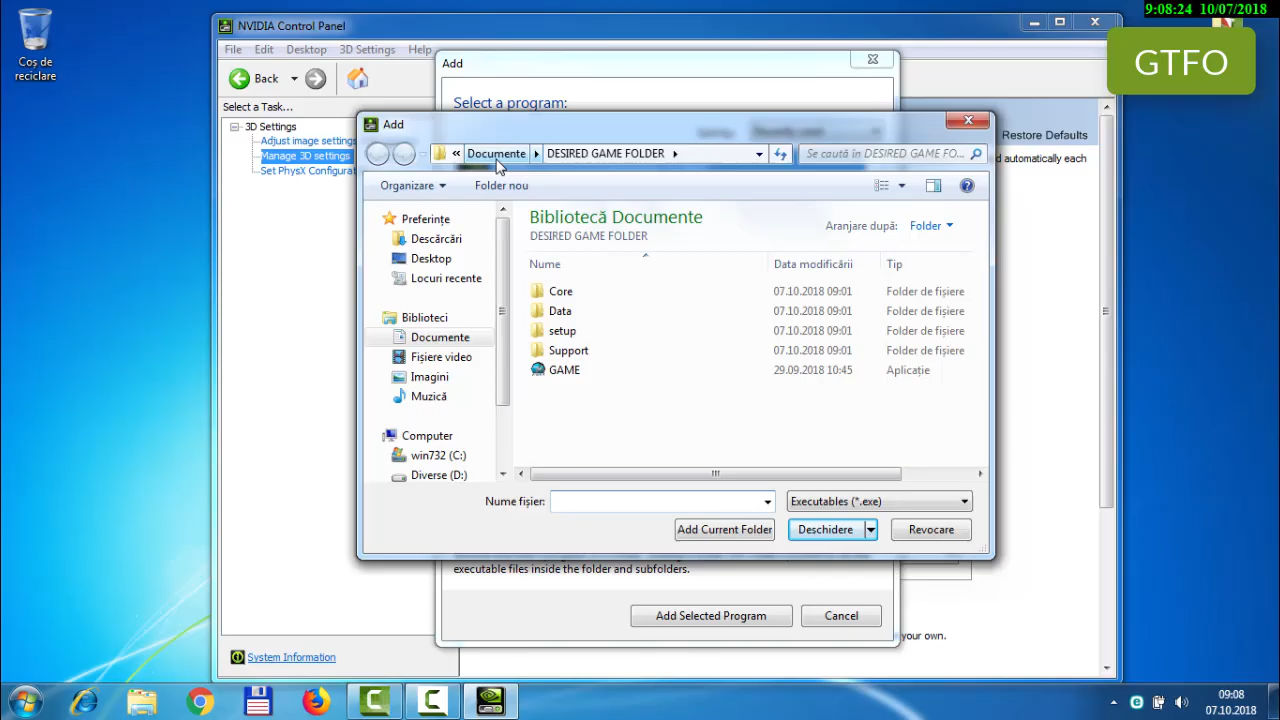 9:08:24 10/07/2018
GTFO
Coș de
reciclare
NVIDIA Control Panel
File Edit Desktop 3D Settings Help
Back
Select a Task...
3D Settings
Adjust image settings
Manage 3D settings
Set PhysX Configurat
System Information
Restore Defaults
d automatically each
Add
Select a program:
Add
« Documente DESIRED GAME FOLDER
Se caută în DESIRED GAME FO...
Organizare Folder nou
Preferințe
Descărcări
Desktop
Locuri recente
Biblioteci
Documente
Fișiere video
Imagini
Muzică
Computer
win732 (C:)
Diverse (D:)
Bibliotecă Documente
DESIRED GAME FOLDER
Aranjare după: Folder
Nume Data modificării Tip
Core 07.10.2018 09:01 Folder de fișiere
Data 07.10.2018 09:01 Folder de fișiere
setup 07.10.2018 09:01 Folder de fișiere
Support 07.10.2018 09:01 Folder de fișiere
GAME 29.09.2018 10:45 Aplicație
Nume fișier: Executables (*.exe)
Add Current Folder Deschidere Revocare
executable files inside the folder and subfolders.
Add Selected Program Cancel
your own.
09:08
07.10.2018